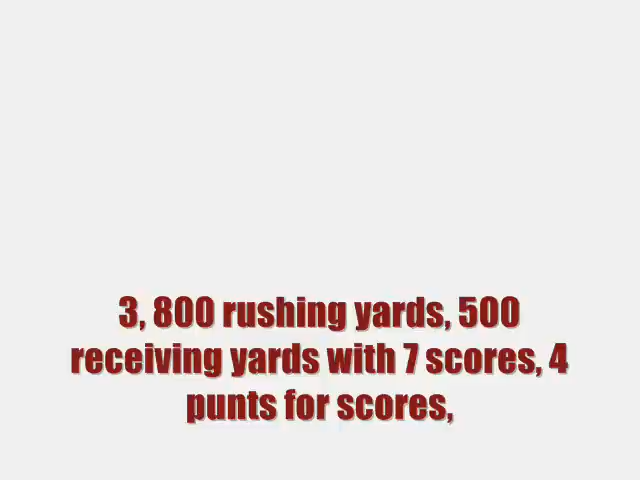 3, 800 rushing yards, 500
receiving yards with 7 scores, 4
punts for scores,